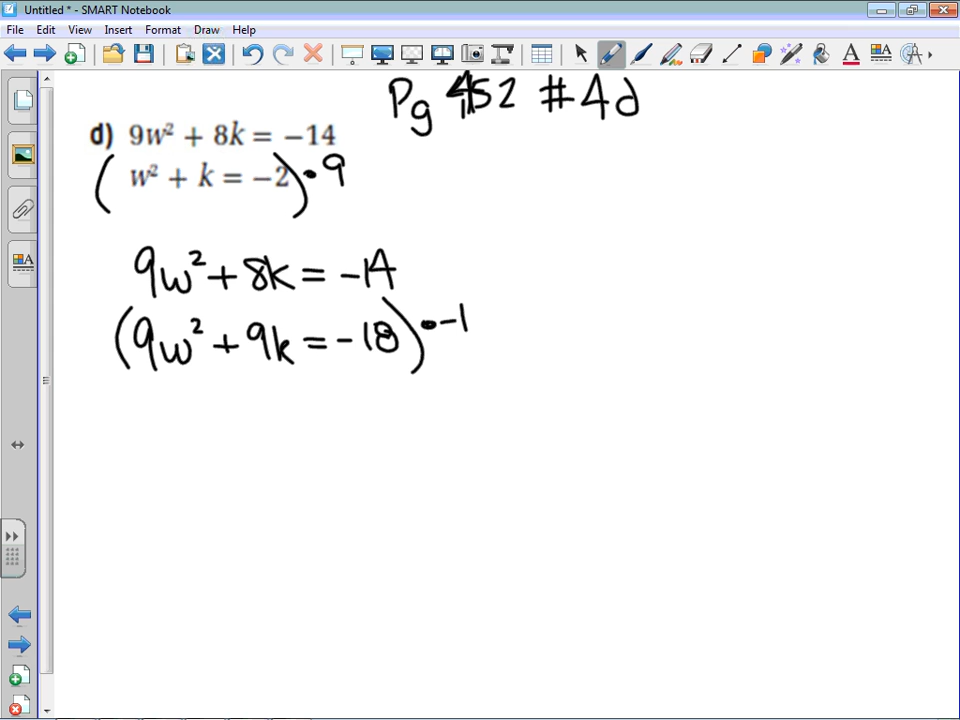 Untitled * - SMART Notebook
File Edit View Insert Format Draw Help
Pg 452 #4d
d) 9w² + 8k = −14
(w² + k = −2)•9
9w² + 8k = -14
(9w² + 9k = -18)•-1